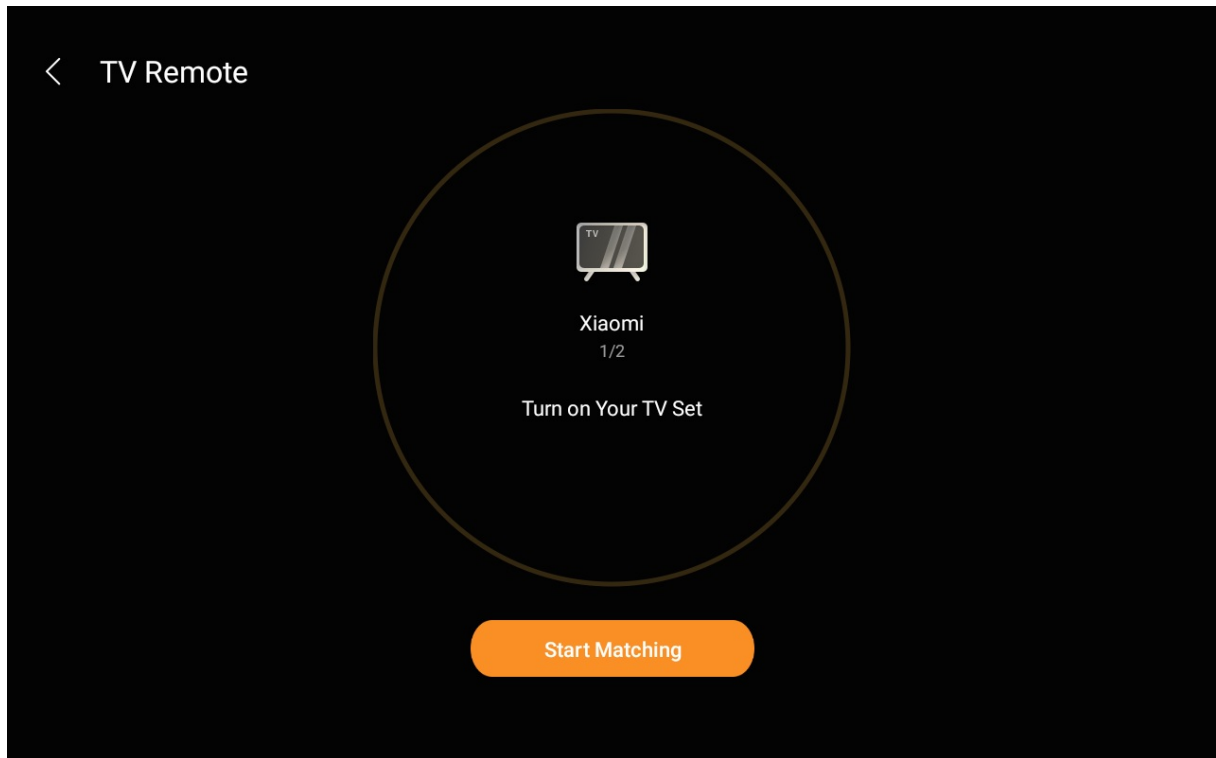 TV Remote
TV
Xiaomi
1/2
Turn on Your TV Set
Start Matching